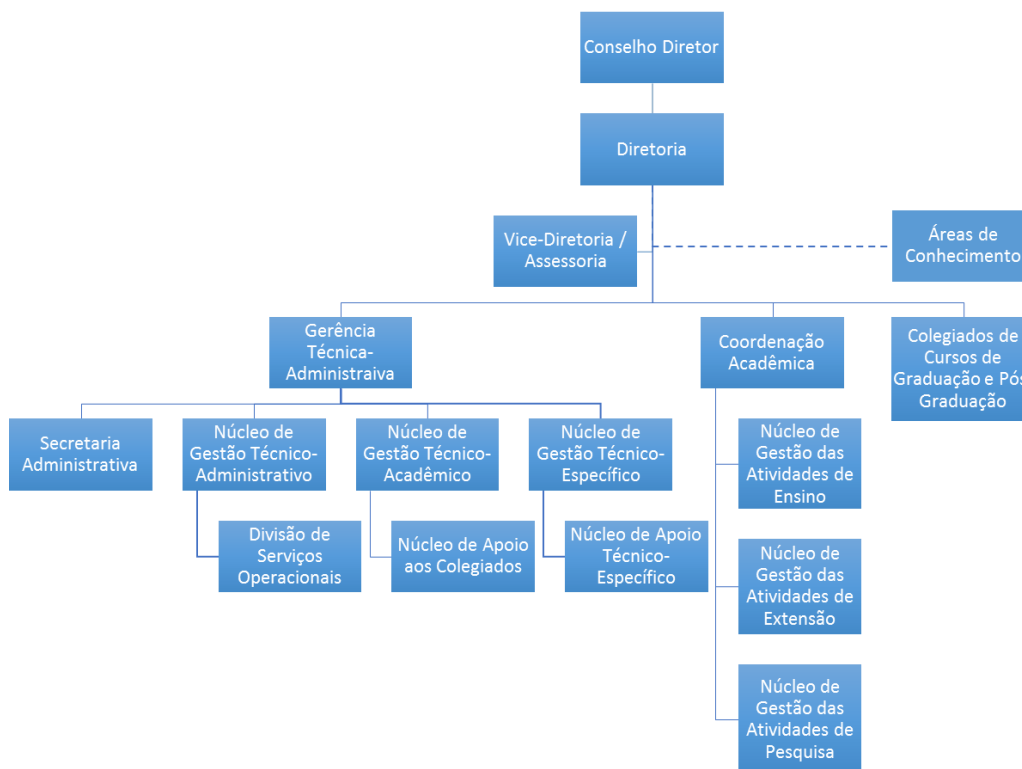 Conselho Diretor
Diretoria
Vice-Diretoria /
Assessoria
Áreas de
Conhecimento
Gerência
Técnica-
Administraiva
Coordenação
Acadêmica
Colegiados de
Cursos de
Graduação e Pós
Graduação
Secretaria
Administrativa
Núcleo de
Gestão Técnico-
Administrativo
Núcleo de
Gestão Técnico-
Acadêmico
Núcleo de
Gestão Técnico-
Específico
Núcleo de
Gestão das
Atividades de
Ensino
Divisão de
Serviços
Operacionais
Núcleo de Apoio
aos Colegiados
Núcleo de Apoio
Técnico-
Específico
Núcleo de
Gestão das
Atividades de
Extensão
Núcleo de
Gestão das
Atividades de
Pesquisa